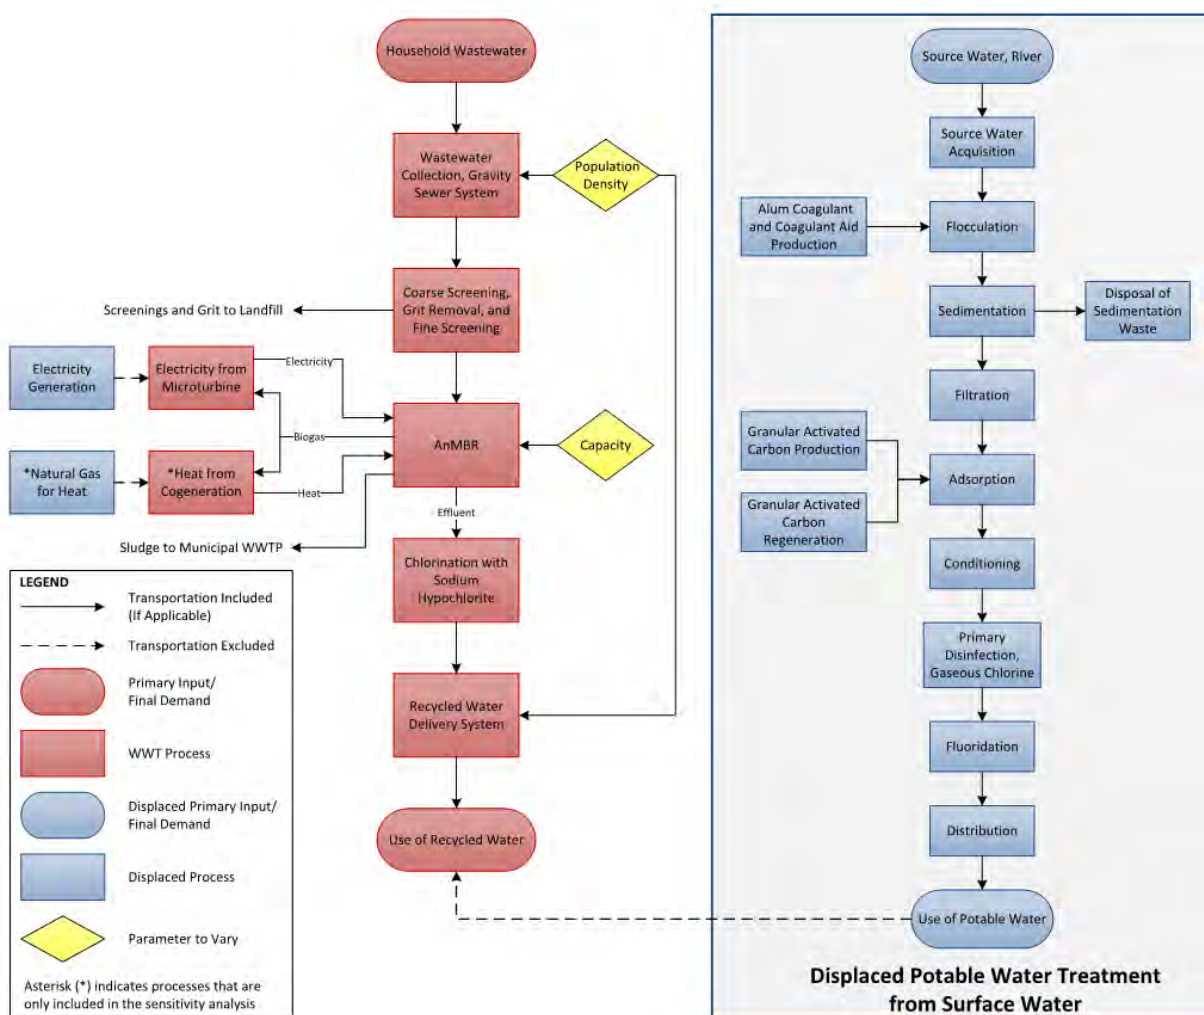 Household Wastewater
Wastewater
Collection, Gravity
Sewer System
Population
Density
Coarse Screening,
Grit Removal, and
Fine Screening
Screenings and Grit to Landfill
Electricity
Generation
Electricity from
Microturbine
Electricity
AnMBR
Capacity
Biogas
*Natural Gas
for Heat
*Heat from
Cogeneration
Heat
Effluent
Sludge to Municipal WWTP
Chlorination with
Sodium
Hypochlorite
Recycled Water
Delivery System
Use of Recycled Water
LEGEND
Transportation Included
(If Applicable)
Transportation Excluded
Primary Input/
Final Demand
WWT Process
Displaced Primary Input/
Final Demand
Displaced Process
Parameter to Vary
Asterisk (*) indicates processes that are
only included in the sensitivity analysis
Source Water, River
Source Water
Acquisition
Alum Coagulant
and Coagulant Aid
Production
Flocculation
Sedimentation
Disposal of
Sedimentation
Waste
Filtration
Granular Activated
Carbon Production
Adsorption
Granular Activated
Carbon
Regeneration
Conditioning
Primary
Disinfection,
Gaseous Chlorine
Fluoridation
Distribution
Use of Potable Water
Displaced Potable Water Treatment
from Surface Water